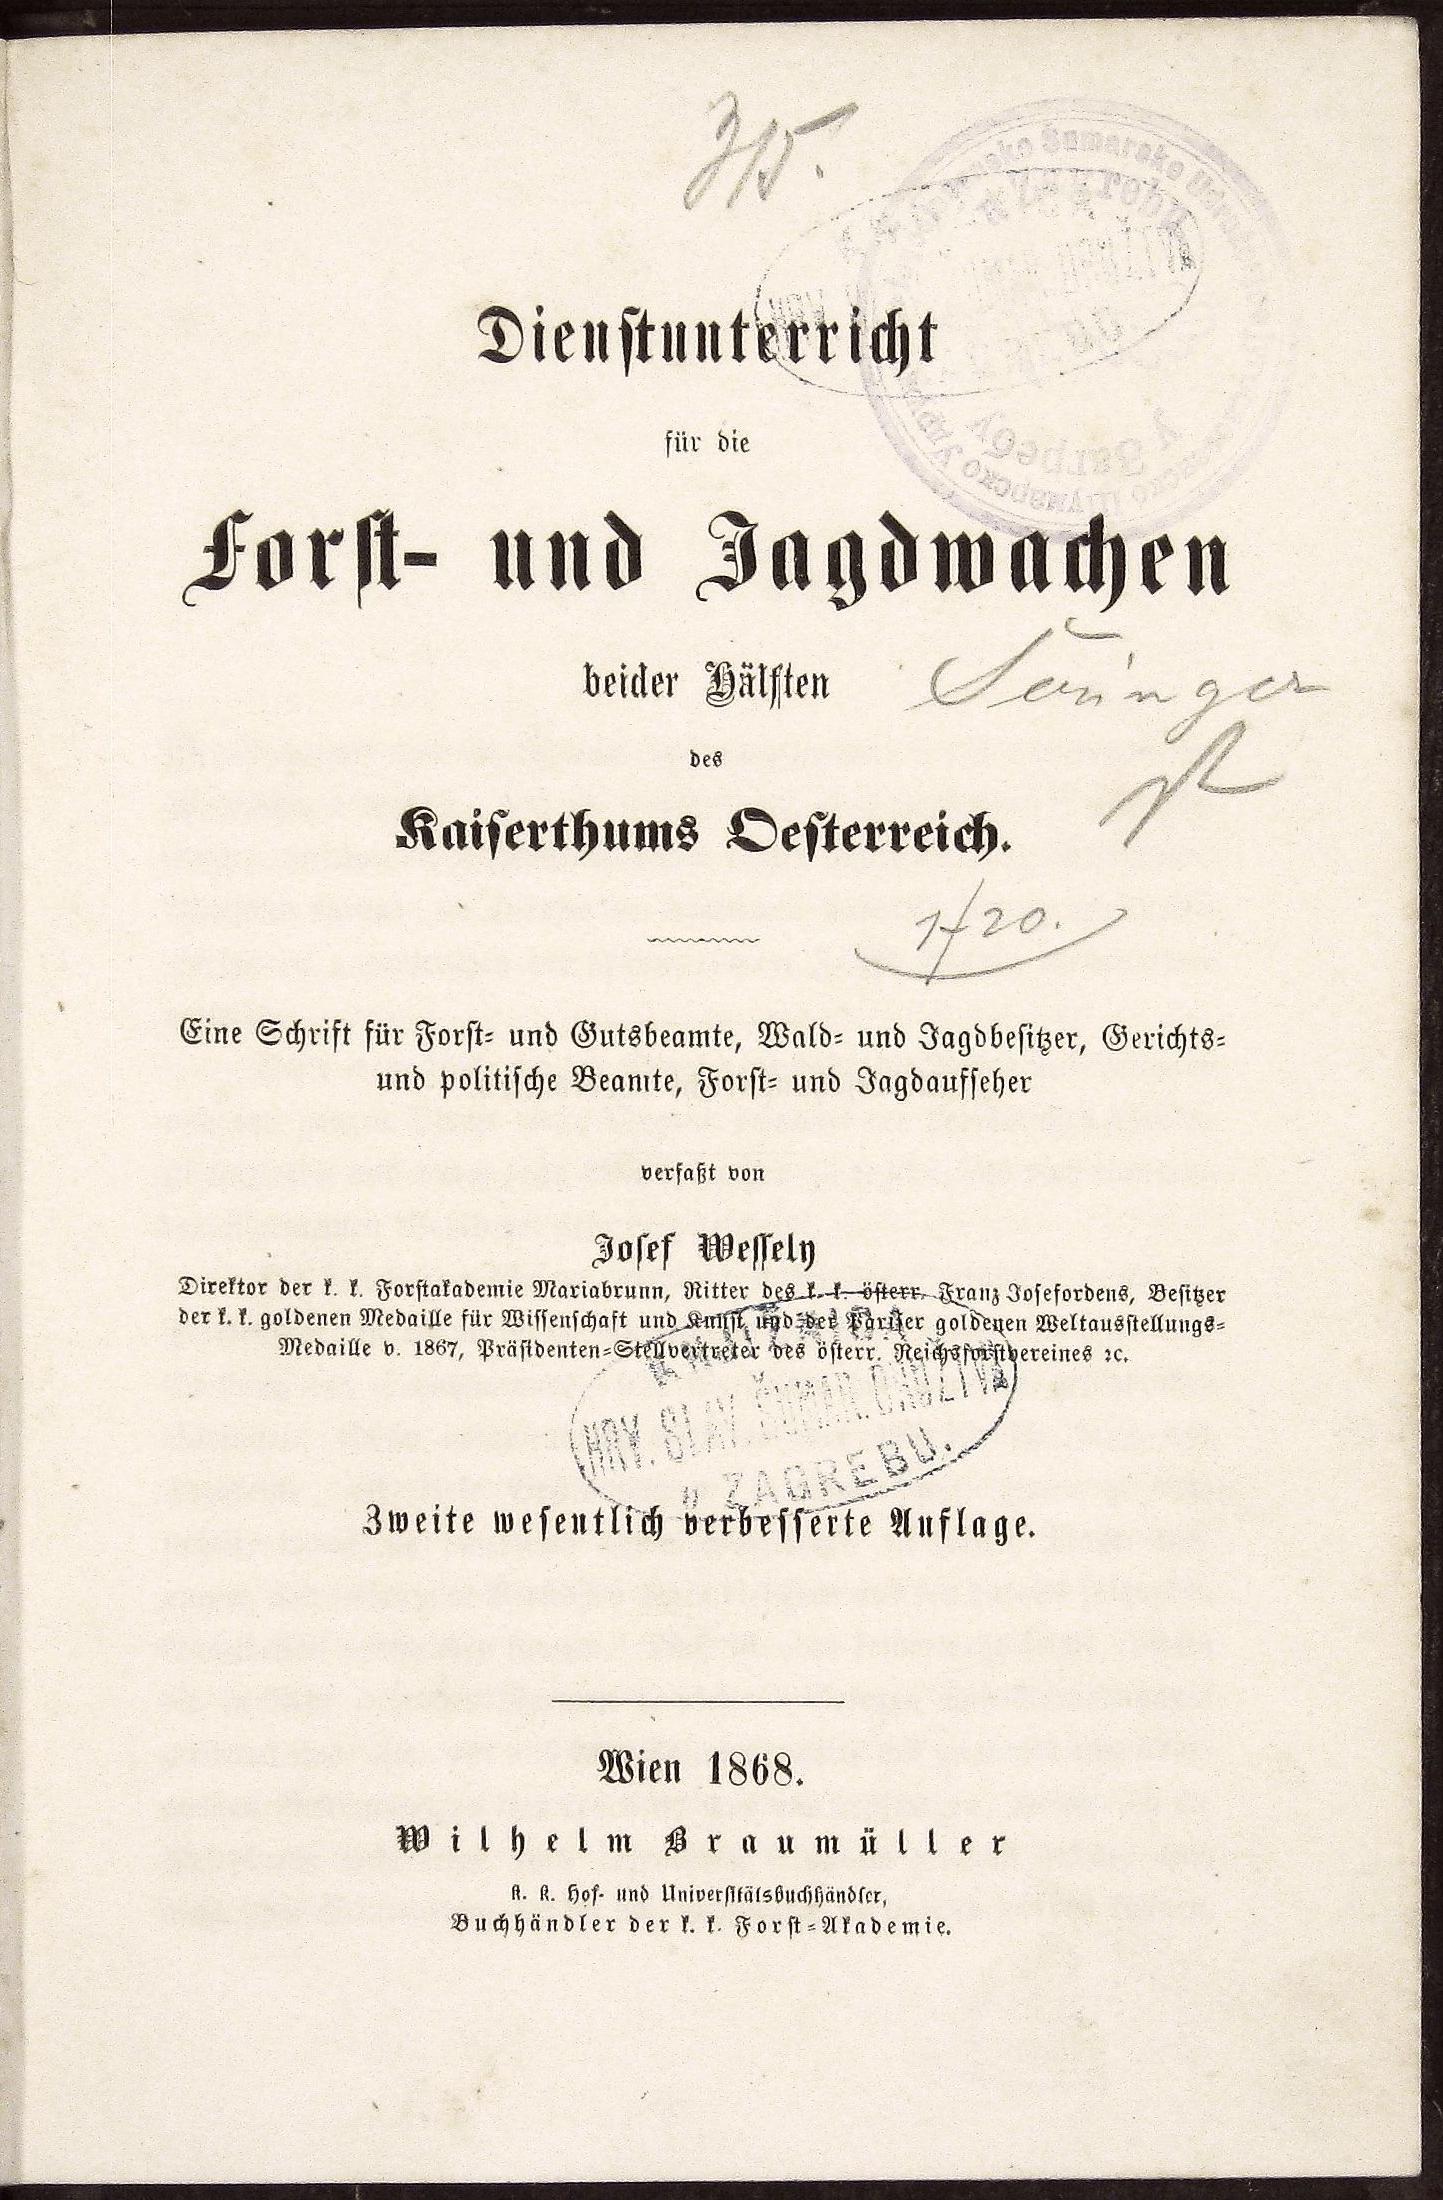 315.
Dienstunterricht
für die
Forst- und Jagdwachen
beider Hälften
des
Kaiserthums Oesterreich.
1/20.
Eine Schrift für Forst- und Gutsbeamte, Wald- und Jagdbesitzer, Gerichts-
und politische Beamte, Forst- und Jagdaufseher
verfaßt von
Josef Wessely
Direktor der k. k. Forstakademie Mariabrunn, Ritter des k. k. österr. Franz Josefordens, Besitzer
der k. k. goldenen Medaille für Wissenschaft und Kunst und der Pariser goldenen Weltausstellungs-
Medaille v. 1867, Präsidenten-Stellvertreter des österr. Reichsforstvereines ꝛc.
KNJIŽNICA
HRV. SLAV. ŠUMAR. DRUŽTVA
U ZAGREBU.
Zweite wesentlich verbesserte Auflage.
Wien 1868.
Wilhelm Braumüller
k. k. Hof- und Universitätsbuchhändler,
Buchhändler der k. k. Forst-Akademie.